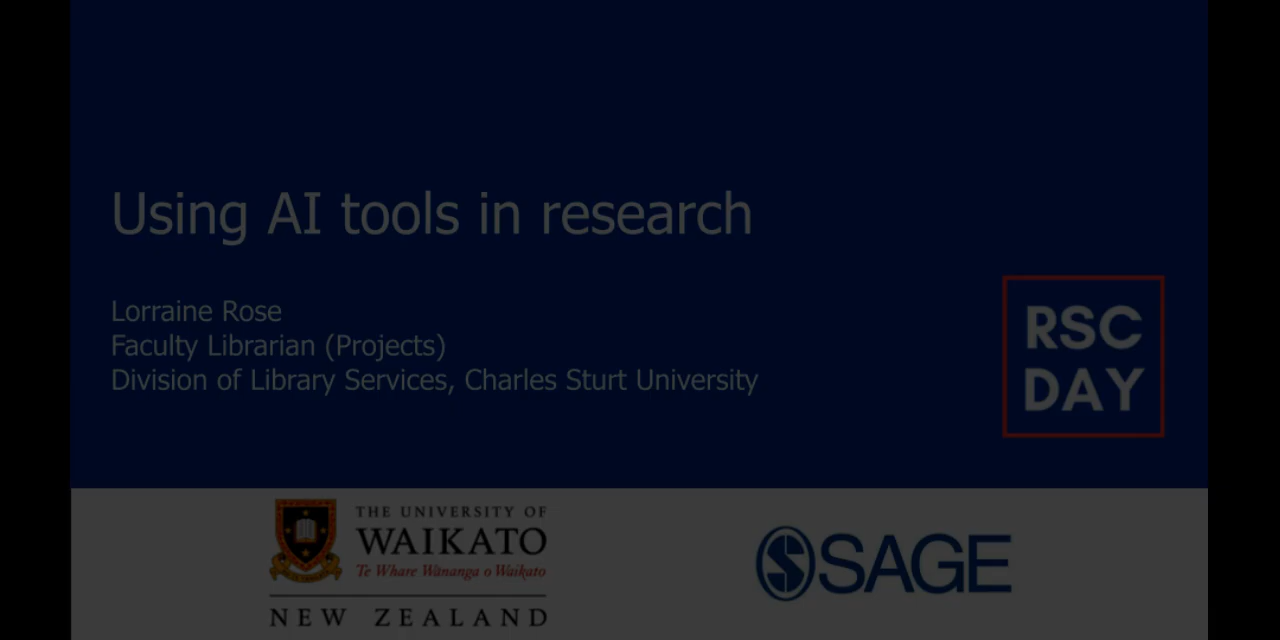 Using AI tools in research
Lorraine Rose
Faculty Librarian (Projects)
Division of Library Services, Charles Sturt University
RSC
DAY
THE UNIVERSITY OF
WAIKATO
Te Whare Wānanga o Waikato
NEW ZEALAND
SAGE